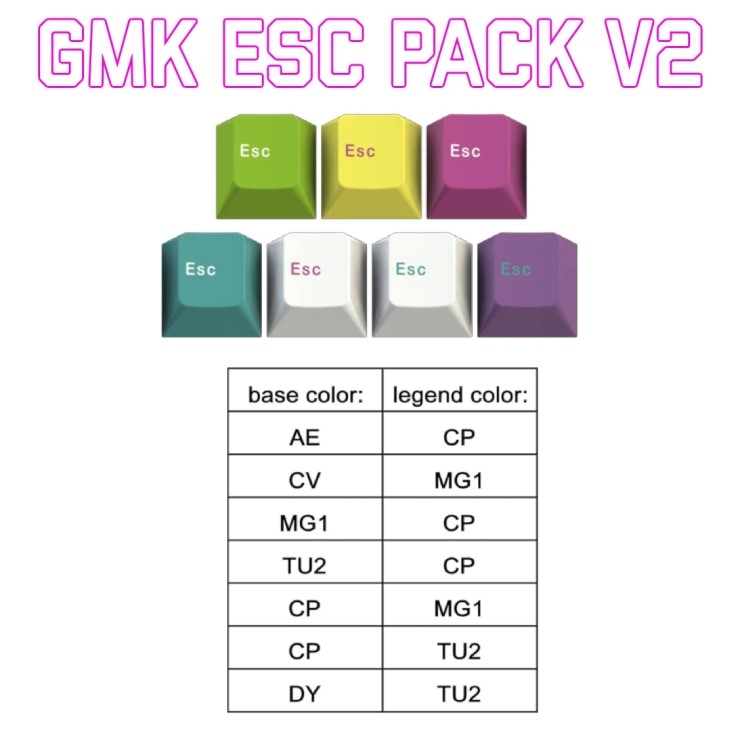 GMK ESC PACK V2
Esc Esc Esc
Esc Esc Esc Esc
base color: legend color:
AE CP
CV MG1
MG1 CP
TU2 CP
CP MG1
CP TU2
DY TU2